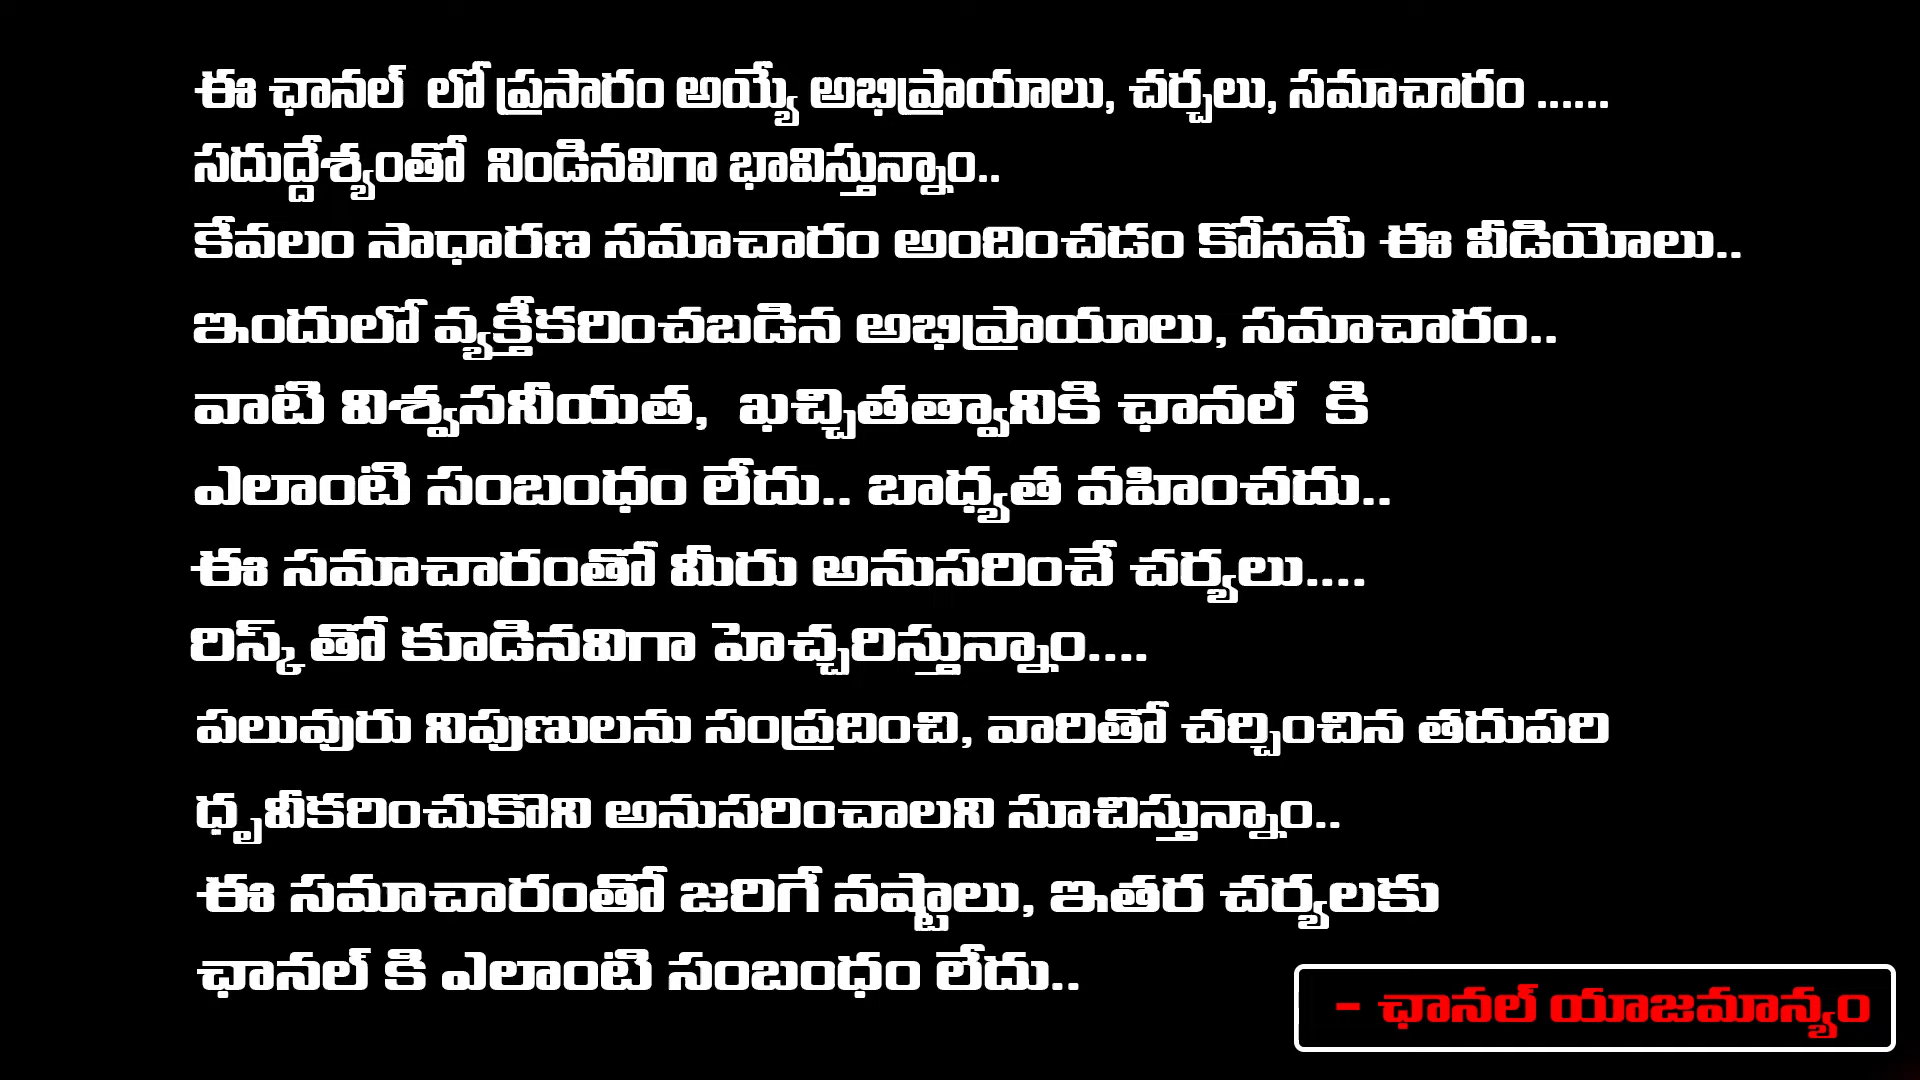 ఈ ఛానల్ లో ప్రసారం అయ్యే అభిప్రాయాలు, చర్చలు, సమాచారం ......
సదుద్దేశ్యంతో నిండినవిగా భావిస్తున్నాం..
కేవలం సాధారణ సమాచారం అందించడం కోసమే ఈ వీడియోలు..
ఇందులో వ్యక్తీకరించబడిన అభిప్రాయాలు, సమాచారం..
వాటి విశ్వసనీయత, ఖచ్చితత్వానికి ఛానల్ కి
ఎలాంటి సంబంధం లేదు.. బాధ్యత వహించదు..
ఈ సమాచారంతో మీరు అనుసరించే చర్యలు....
రిస్క్ తో కూడినవిగా హెచ్చరిస్తున్నాం....
పలువురు నిపుణులను సంప్రదించి, వారితో చర్చించిన తదుపరి
ధృవీకరించుకొని అనుసరించాలని సూచిస్తున్నాం..
ఈ సమాచారంతో జరిగే నష్టాలు, ఇతర చర్యలకు
ఛానల్ కి ఎలాంటి సంబంధం లేదు..
- ఛానల్ యాజమాన్యం